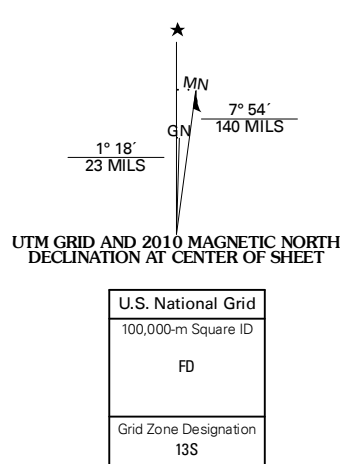 ★
MN
7° 54´
140 MILS
GN
1° 18´
23 MILS
UTM GRID AND 2010 MAGNETIC NORTH
DECLINATION AT CENTER OF SHEET
U.S. National Grid
100,000-m Square ID
FD
Grid Zone Designation
13S